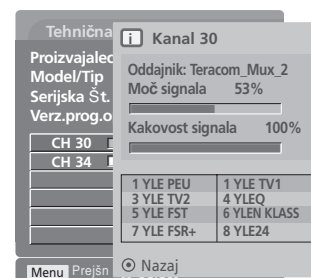 Tehnična
Proizvajalec
Model/Tip
Serijska Št.
Verz.prog.o
CH 30
CH 34
i Kanal 30
Oddajnik: Teracom_Mux_2
Moč signala 53%
Kakovost signala 100%
1 YLE PEU 1 YLE TV1
3 YLE TV2 4 YLEQ
5 YLE FST 6 YLEN KLASS
7 YLE FSR+ 8 YLE24
Nazaj
Menu Prejšn